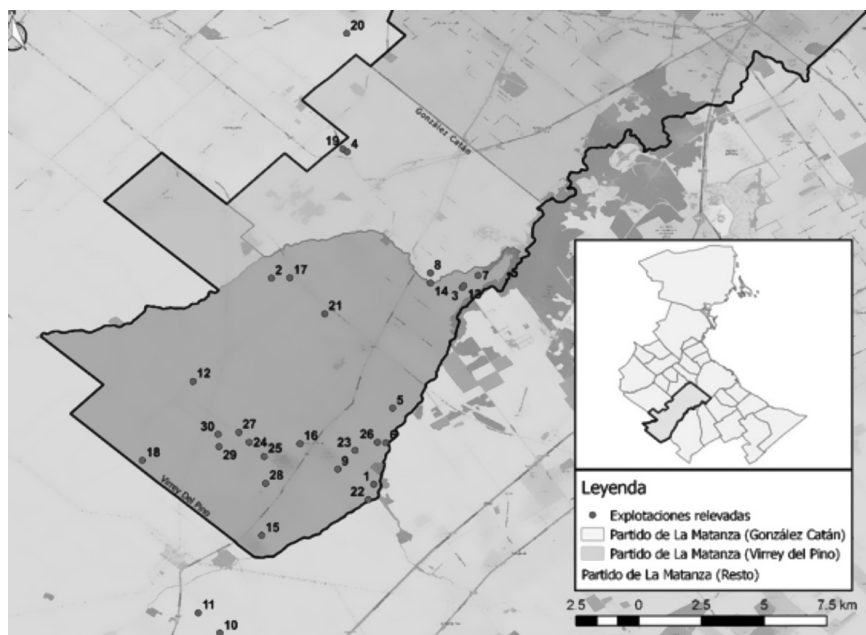 20
19 4
González Catán
2 17
8
7
14
3 13
21
12
5
30 27
24 25
16
23 26 6
29
18
9
1
28
22
Virrey Del Pino
15
11
10
Leyenda
Explotaciones relevadas
Partido de La Matanza (González Catán)
Partido de La Matanza (Virrey del Pino)
Partido de La Matanza (Resto)
2.5 0 2.5 5 7.5 km